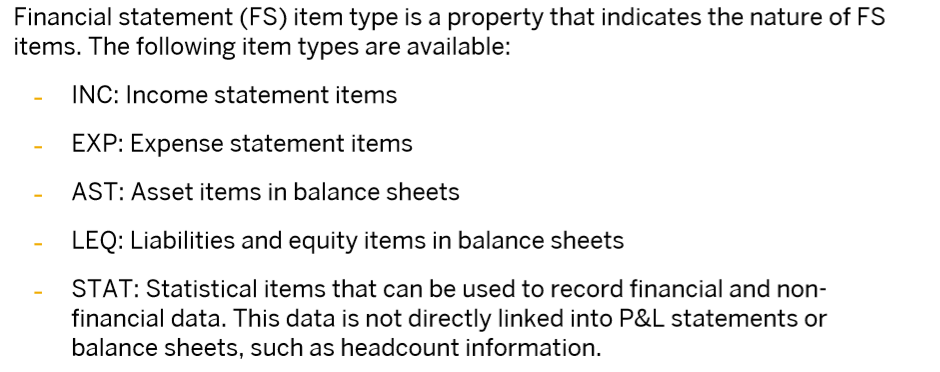 Financial statement (FS) item type is a property that indicates the nature of FS
items. The following item types are available:
- INC: Income statement items
- EXP: Expense statement items
- AST: Asset items in balance sheets
- LEQ: Liabilities and equity items in balance sheets
- STAT: Statistical items that can be used to record financial and non-
financial data. This data is not directly linked into P&L statements or
balance sheets, such as headcount information.